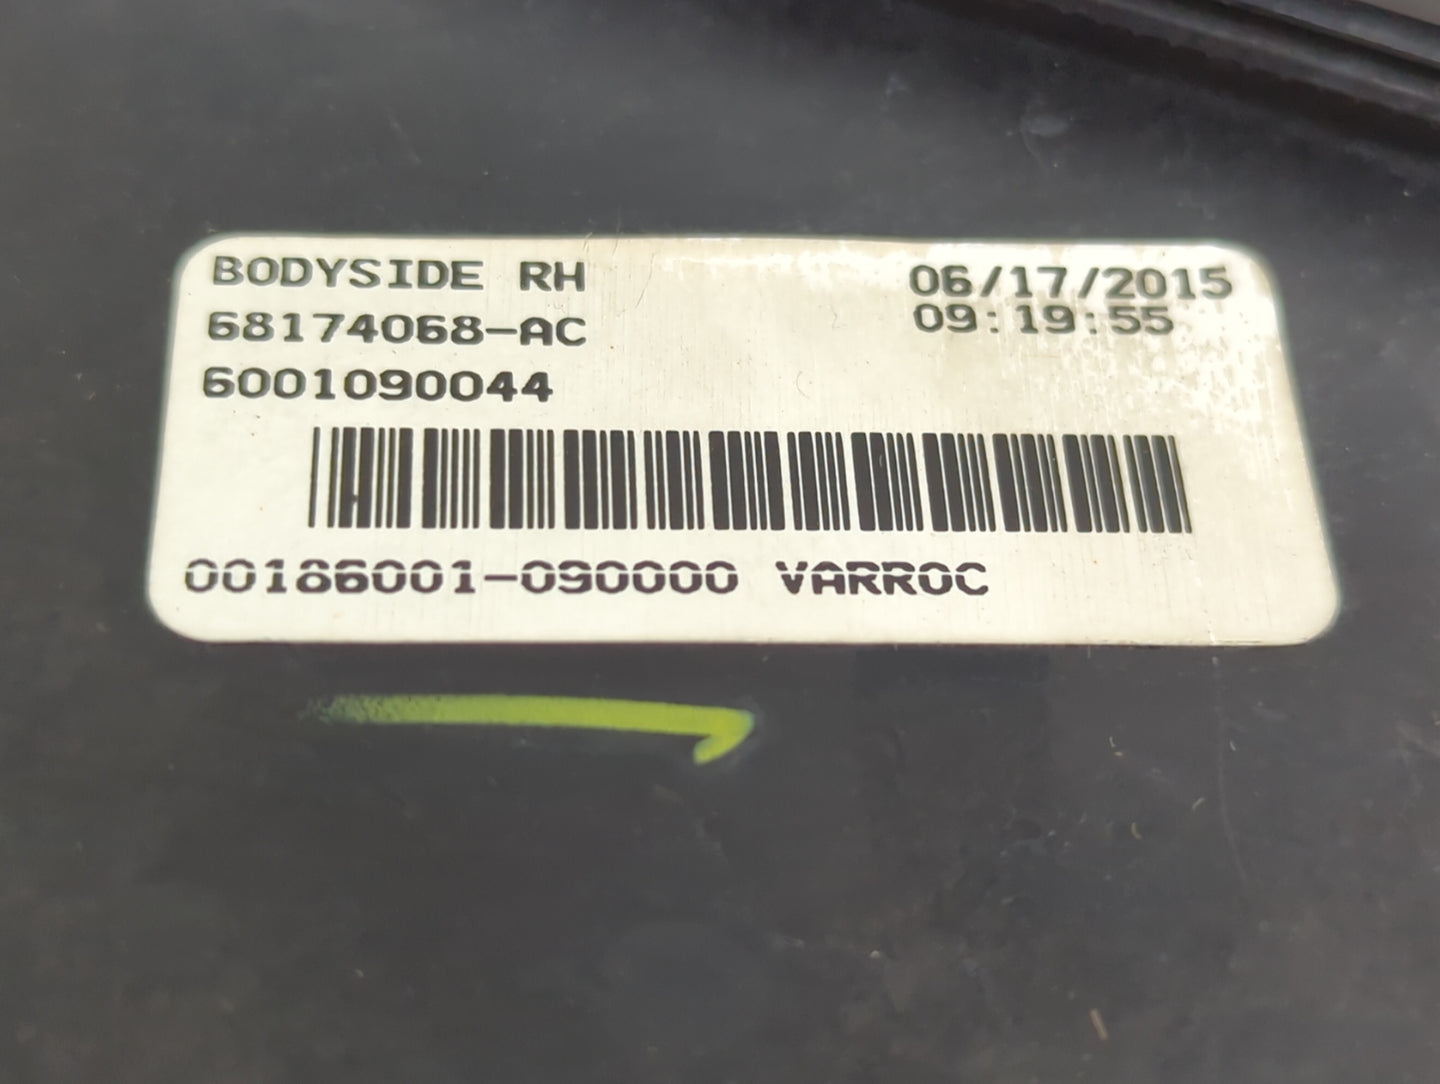 BODYSIDE RH
68174068-AC
6001090044
06/17/2015
09:19:55
00186001-090000 VARROC